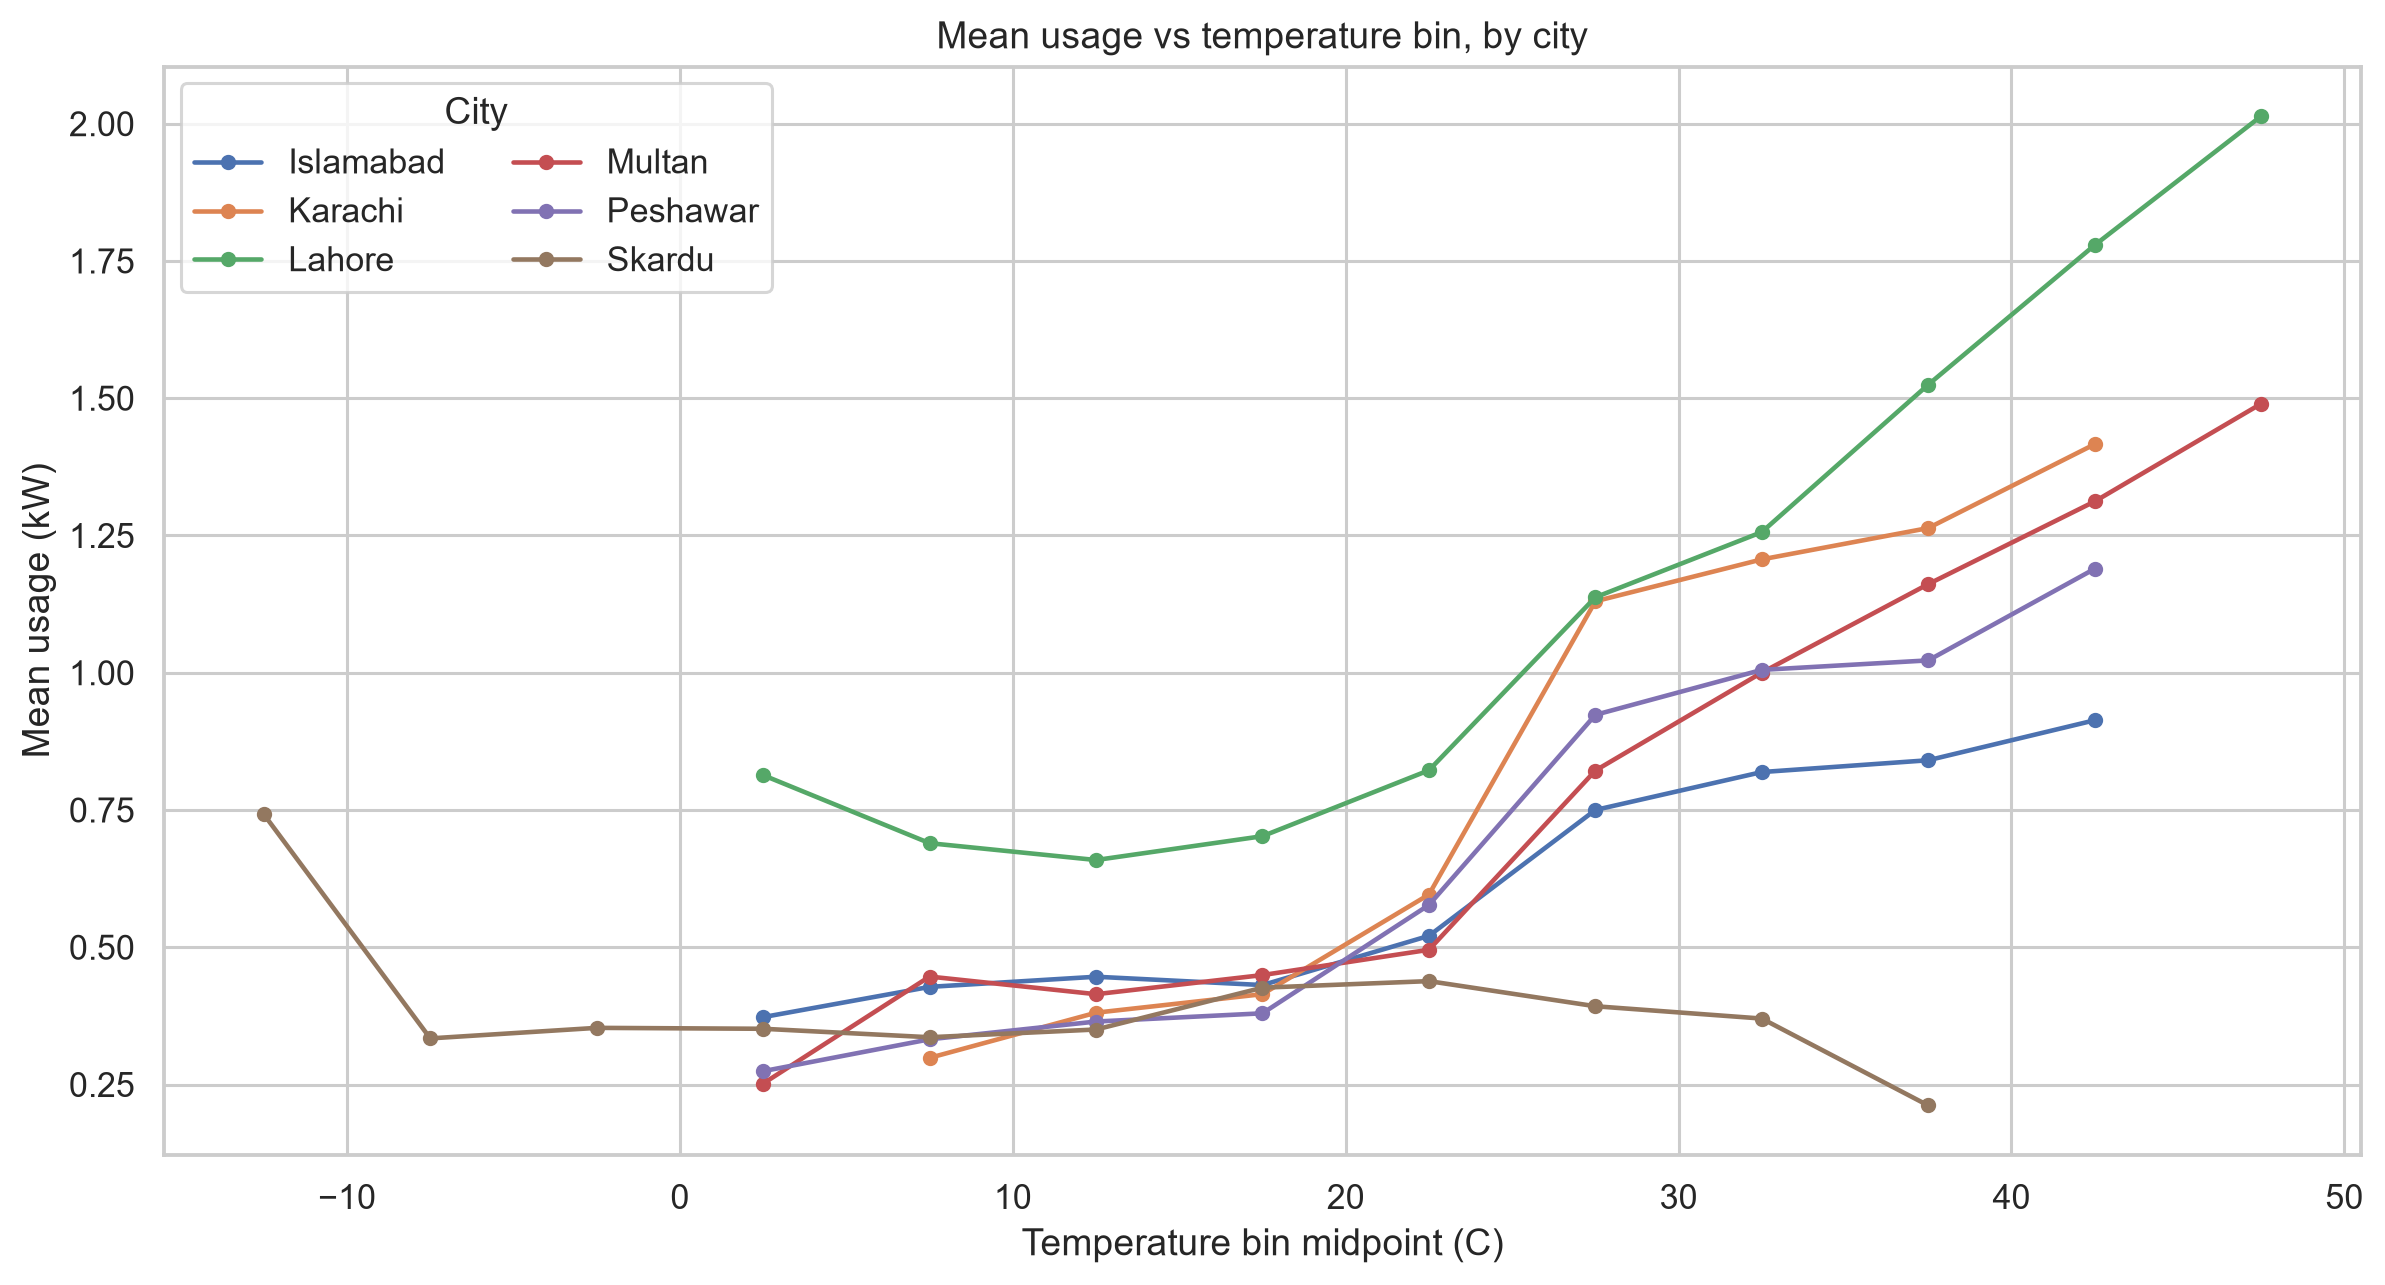 Mean usage vs temperature bin, by city
City
Islamabad
Karachi
Lahore
Multan
Peshawar
Skardu
Mean usage (kW)
2.00
1.75
1.50
1.25
1.00
0.75
0.50
0.25
−10 0 10 20 30 40 50
Temperature bin midpoint (C)